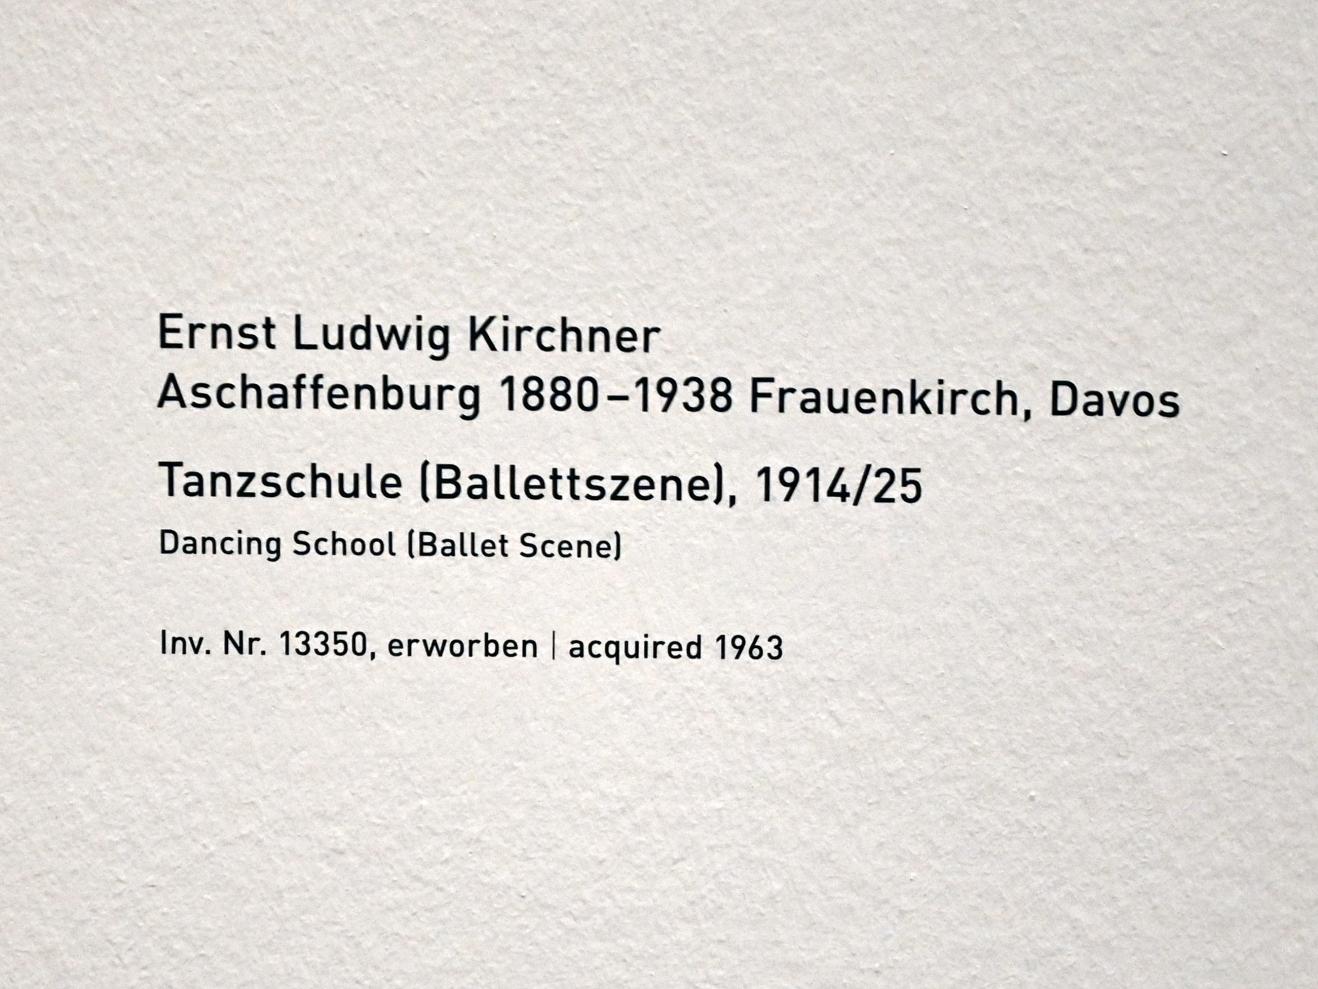 Ernst Ludwig Kirchner
Aschaffenburg 1880–1938 Frauenkirch, Davos
Tanzschule (Ballettszene), 1914/25
Dancing School (Ballet Scene)
Inv. Nr. 13350, erworben | acquired 1963